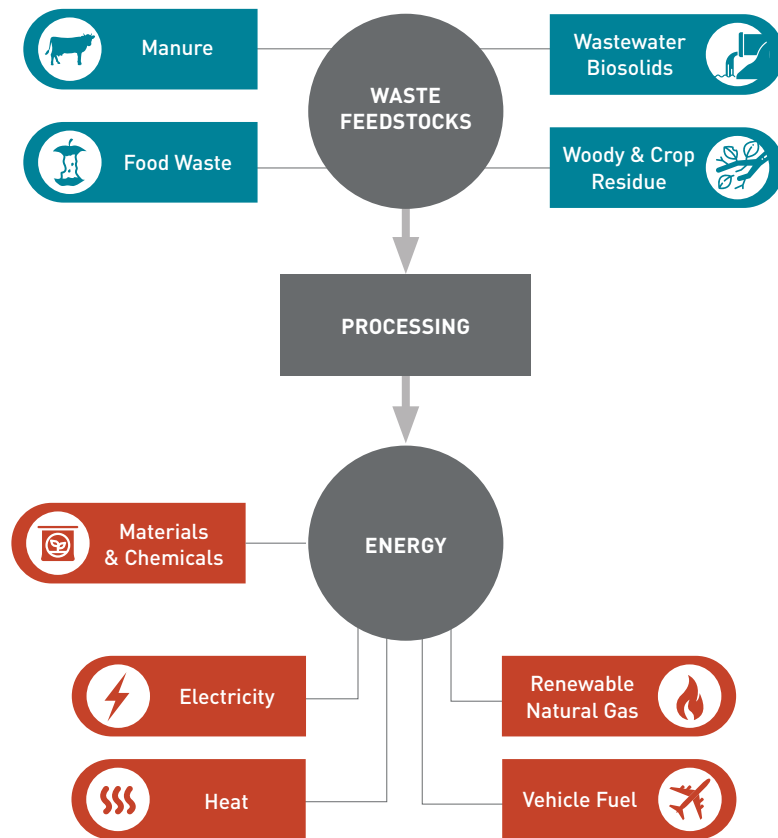 Manure
WASTE
FEEDSTOCKS
Wastewater
Biosolids
Food Waste
Woody & Crop
Residue
PROCESSING
Materials
& Chemicals
ENERGY
Electricity
Renewable
Natural Gas
Heat
Vehicle Fuel